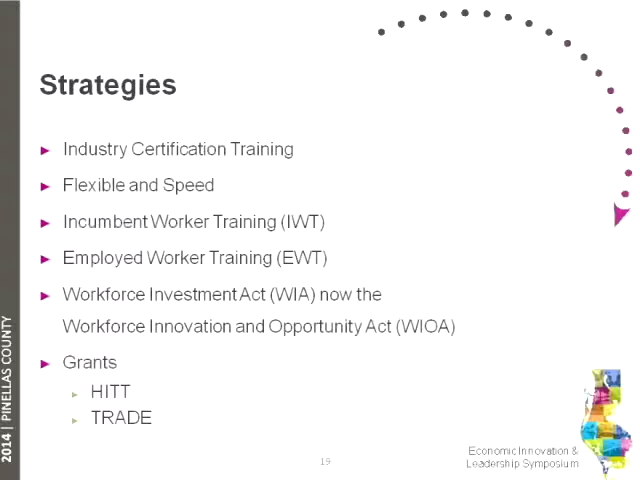 Strategies
Industry Certification Training
Flexible and Speed
Incumbent Worker Training (IWT)
Employed Worker Training (EWT)
Workforce Investment Act (WIA) now the
Workforce Innovation and Opportunity Act (WIOA)
Grants
HITT
TRADE
2014 | PINELLAS COUNTY
19
Economic Innovation &
Leadership Symposium